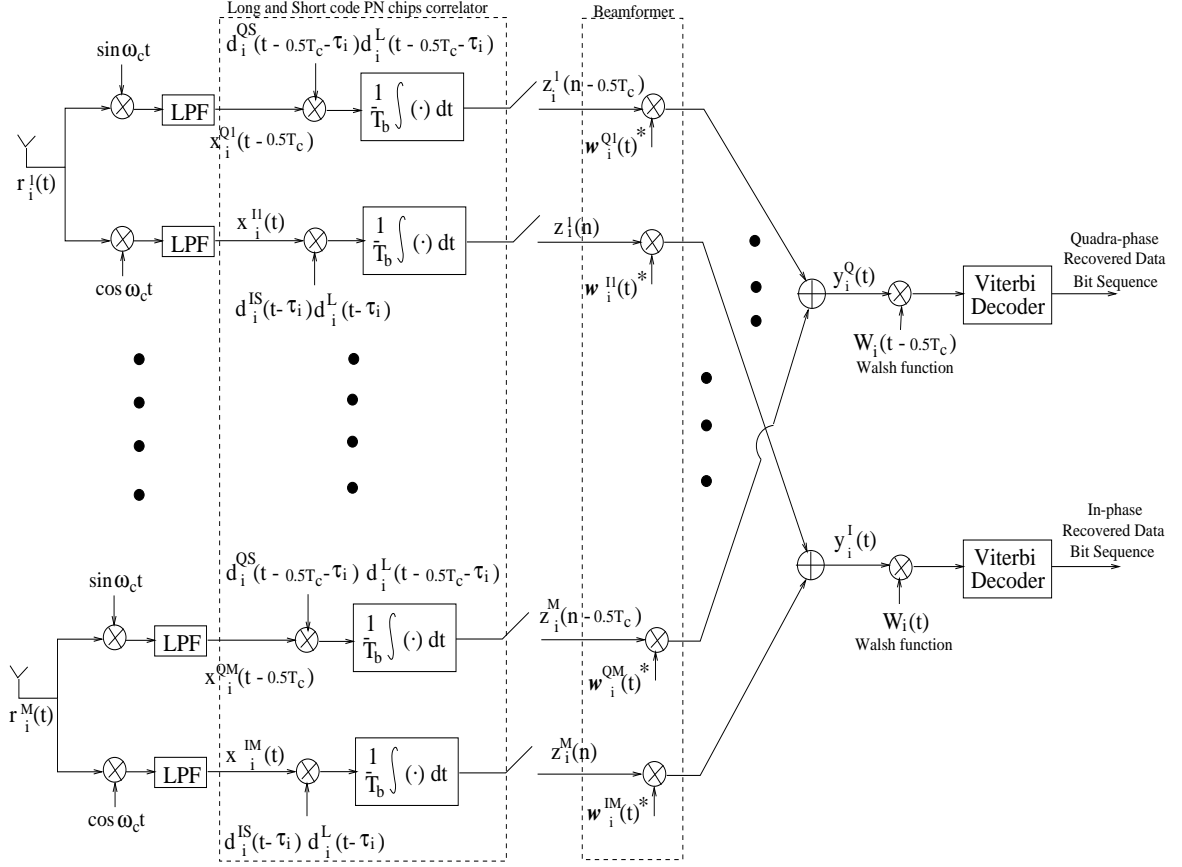 Long and Short code PN chips correlator
Beamformer
sin ω_c t
d_i^{QS}(t - 0.5T_c - τ_i) d_i^L(t - 0.5T_c - τ_i)
LPF
1/T_b ∫ (·) dt
z_i^1(n - 0.5T_c)
x_i^{Q1}(t - 0.5T_c)
w_i^{Q1}(t)*
r_i^1(t)
LPF
x_i^{I1}(t)
1/T_b ∫ (·) dt
z_i^1(n)
cos ω_c t
d_i^{IS}(t - τ_i) d_i^L(t - τ_i)
w_i^{I1}(t)*
y_i^Q(t)
Viterbi
Decoder
Quadra-phase
Recovered Data
Bit Sequence
W_i(t - 0.5T_c)
Walsh function
y_i^I(t)
Viterbi
Decoder
In-phase
Recovered Data
Bit Sequence
W_i(t)
Walsh function
sin ω_c t
d_i^{QS}(t - 0.5T_c - τ_i) d_i^L(t - 0.5T_c - τ_i)
LPF
1/T_b ∫ (·) dt
z_i^M(n - 0.5T_c)
x_i^{QM}(t - 0.5T_c)
w_i^{QM}(t)*
r_i^M(t)
LPF
x_i^{IM}(t)
1/T_b ∫ (·) dt
z_i^M(n)
cos ω_c t
d_i^{IS}(t - τ_i) d_i^L(t - τ_i)
w_i^{IM}(t)*